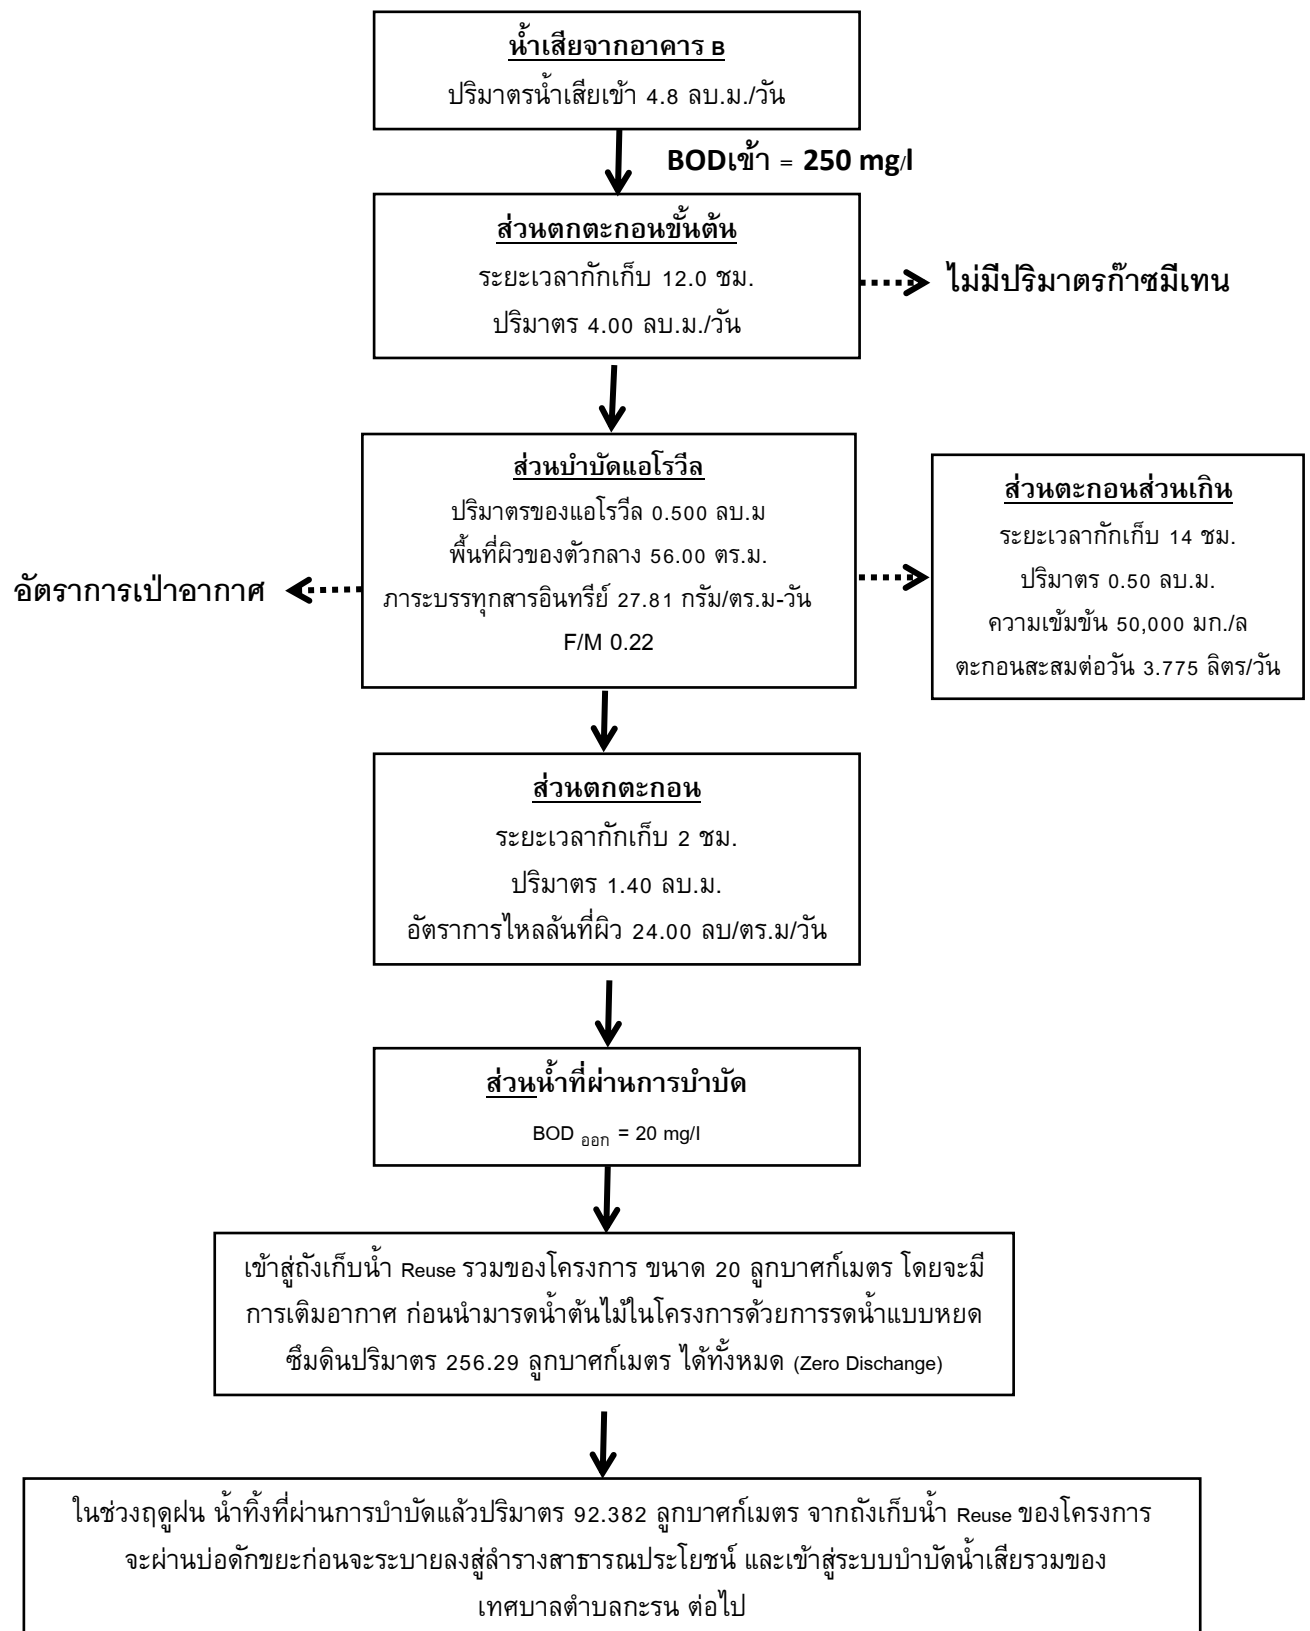 น้ำเสียจากอาคาร B
ปริมาตรน้ำเสียเข้า 4.8 ลบ.ม./วัน
BODเข้า = 250 mg/l
ส่วนตกตะกอนขั้นต้น
ระยะเวลากักเก็บ 12.0 ชม.
ปริมาตร 4.00 ลบ.ม./วัน
ไม่มีปริมาตรก๊าซมีเทน
ส่วนบำบัดแอโรวีล
ปริมาตรของแอโรวีล 0.500 ลบ.ม
พื้นที่ผิวของตัวกลาง 56.00 ตร.ม.
ภาระบรรทุกสารอินทรีย์ 27.81 กรัม/ตร.ม-วัน
F/M 0.22
อัตราการเป่าอากาศ
ส่วนตะกอนส่วนเกิน
ระยะเวลากักเก็บ 14 ชม.
ปริมาตร 0.50 ลบ.ม.
ความเข้มข้น 50,000 มก./ล
ตะกอนสะสมต่อวัน 3.775 ลิตร/วัน
ส่วนตกตะกอน
ระยะเวลากักเก็บ 2 ชม.
ปริมาตร 1.40 ลบ.ม.
อัตราการไหลล้นที่ผิว 24.00 ลบ/ตร.ม/วัน
ส่วนน้ำที่ผ่านการบำบัด
BOD ออก = 20 mg/l
เข้าสู่ถังเก็บน้ำ Reuse รวมของโครงการ ขนาด 20 ลูกบาศก์เมตร โดยจะมี
การเติมอากาศ ก่อนนำมารดน้ำต้นไม้ในโครงการด้วยการรดน้ำแบบหยด
ซึมดินปริมาตร 256.29 ลูกบาศก์เมตร ได้ทั้งหมด (Zero Dischange)
ในช่วงฤดูฝน น้ำทิ้งที่ผ่านการบำบัดแล้วปริมาตร 92.382 ลูกบาศก์เมตร จากถังเก็บน้ำ Reuse ของโครงการ
จะผ่านบ่อดักขยะก่อนจะระบายลงสู่ลำรางสาธารณประโยชน์ และเข้าสู่ระบบบำบัดน้ำเสียรวมของ
เทศบาลตำบลกะรน ต่อไป